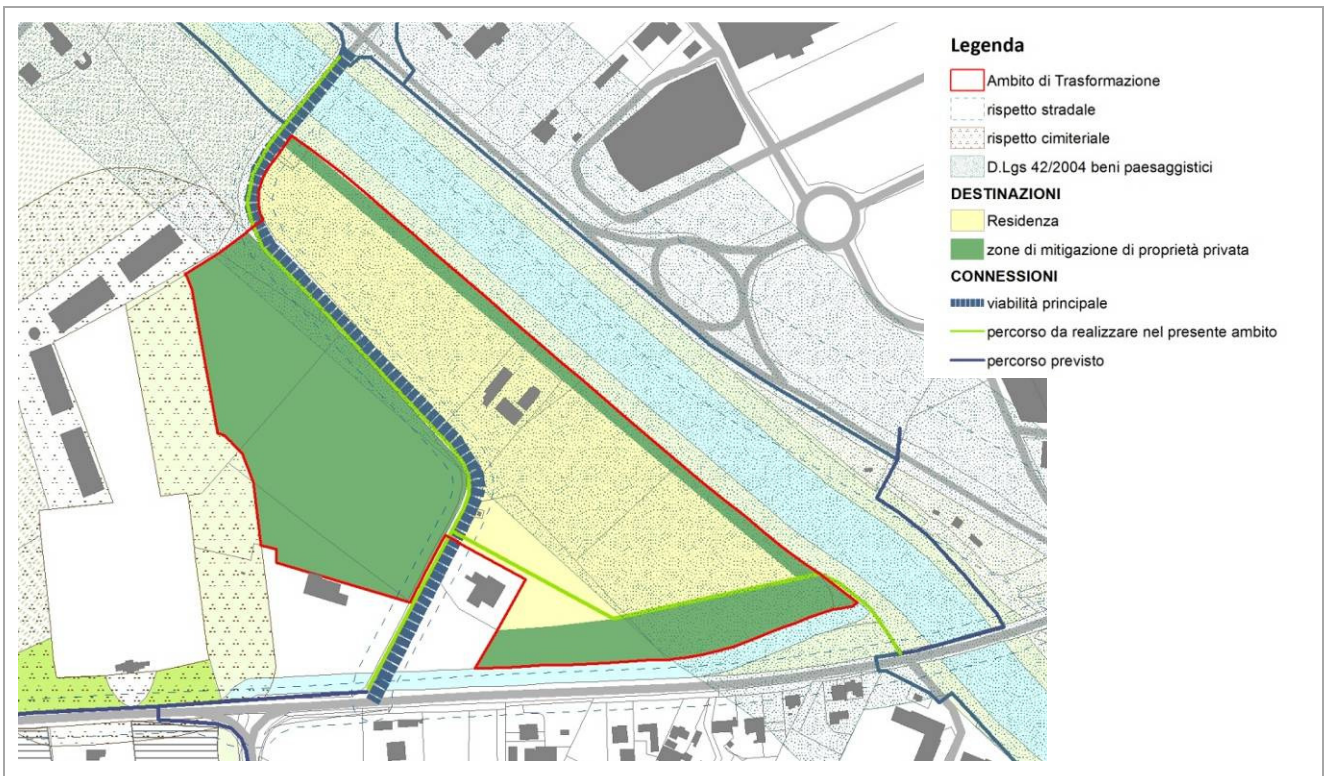 Legenda
Ambito di Trasformazione
rispetto stradale
rispetto cimiteriale
D.Lgs 42/2004 beni paesaggistici
DESTINAZIONI
Residenza
zone di mitigazione di proprietà privata
CONNESSIONI
viabilità principale
percorso da realizzare nel presente ambito
percorso previsto